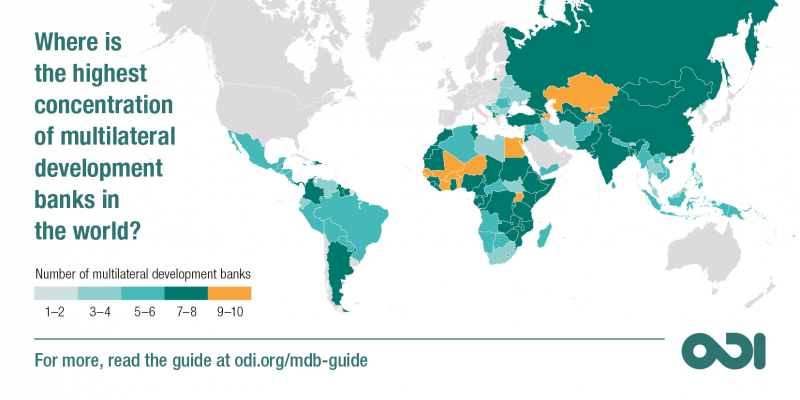 Where is
the highest
concentration
of multilateral
development
banks in
the world?
Number of multilateral development banks
1–2 3–4 5–6 7–8 9–10
For more, read the guide at odi.org/mdb-guide
ODI